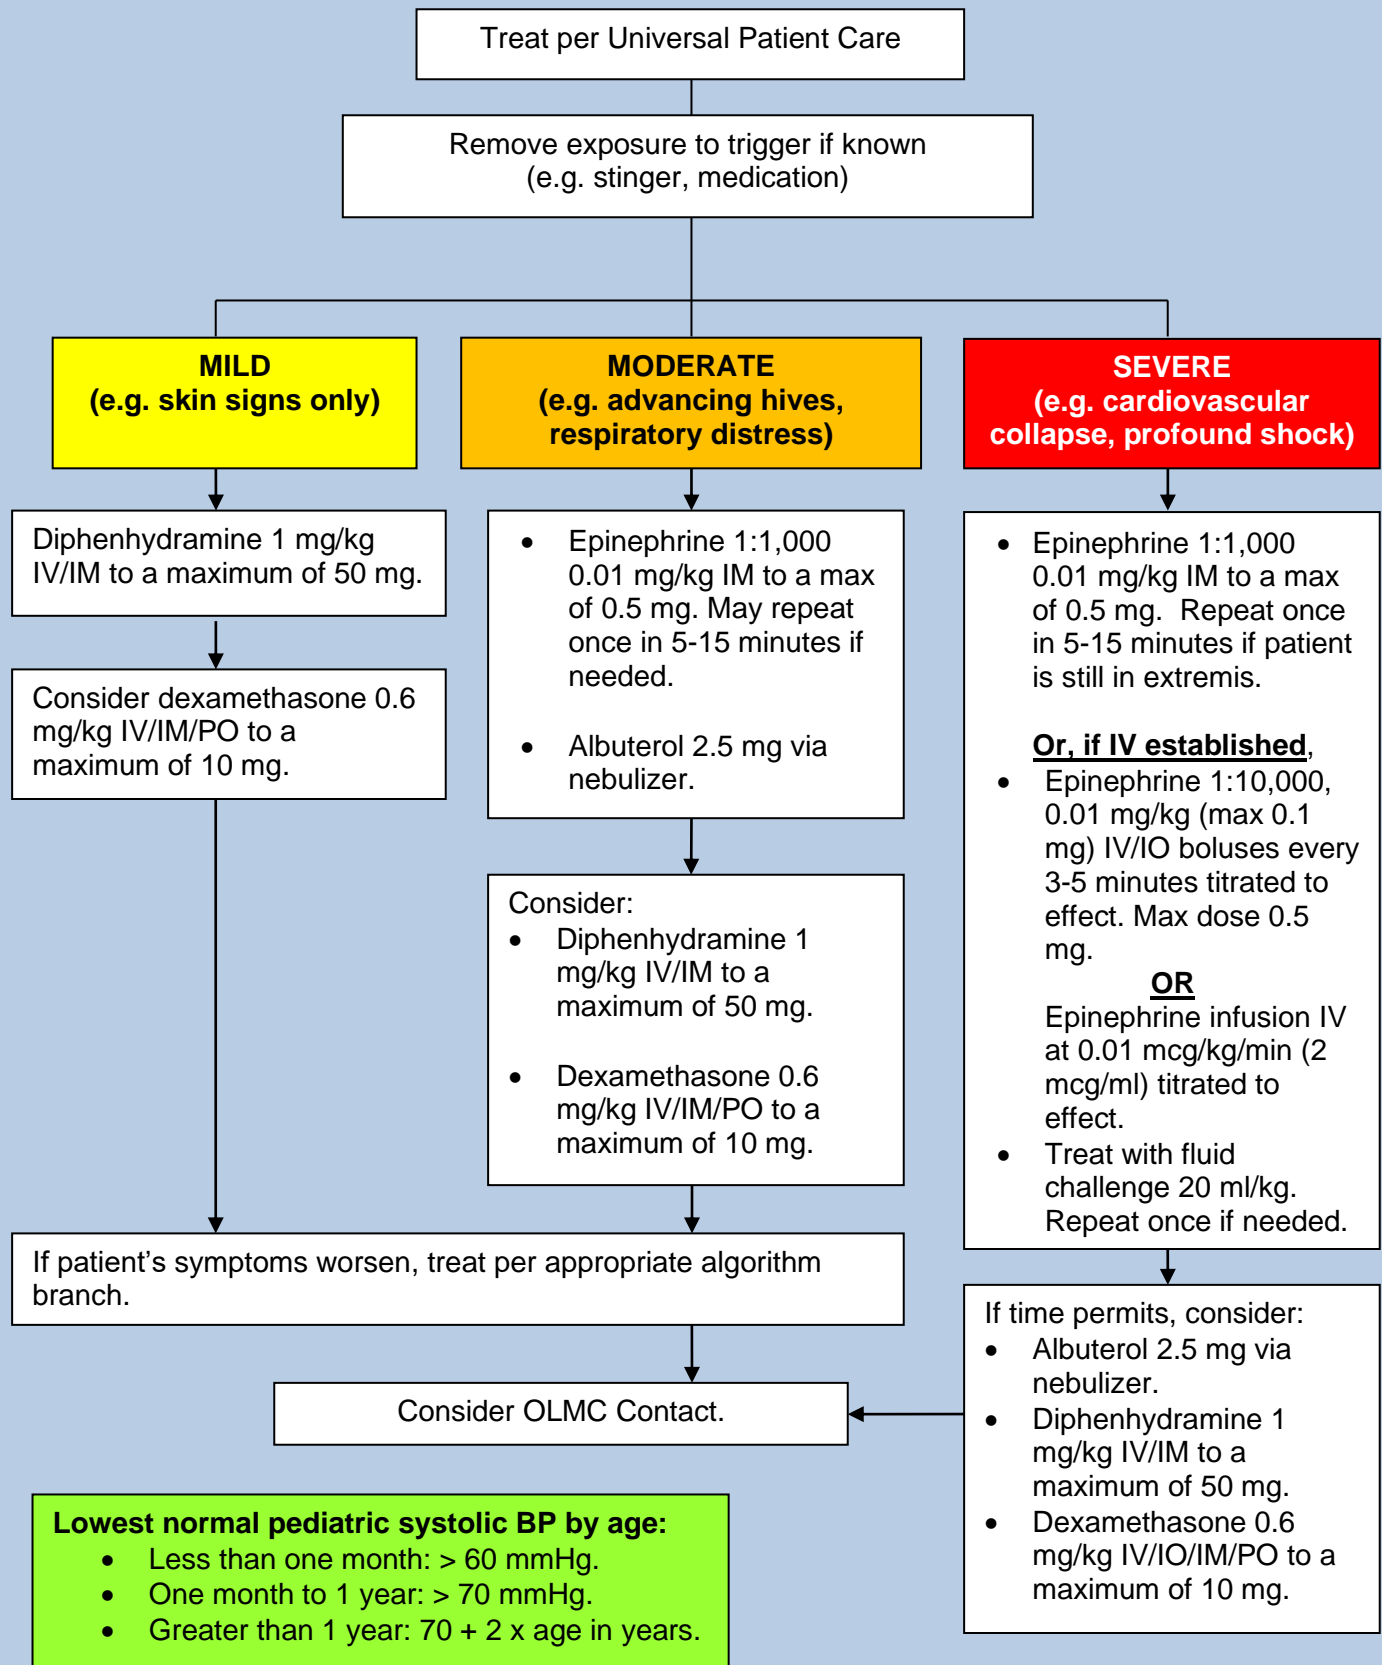 Treat per Universal Patient Care
Remove exposure to trigger if known
(e.g. stinger, medication)
MILD
(e.g. skin signs only)
Diphenhydramine 1 mg/kg
IV/IM to a maximum of 50 mg.
Consider dexamethasone 0.6
mg/kg IV/IM/PO to a
maximum of 10 mg.
MODERATE
(e.g. advancing hives,
respiratory distress)
• Epinephrine 1:1,000
0.01 mg/kg IM to a max
of 0.5 mg. May repeat
once in 5-15 minutes if
needed.
• Albuterol 2.5 mg via
nebulizer.
Consider:
• Diphenhydramine 1
mg/kg IV/IM to a
maximum of 50 mg.
• Dexamethasone 0.6
mg/kg IV/IM/PO to a
maximum of 10 mg.
SEVERE
(e.g. cardiovascular
collapse, profound shock)
• Epinephrine 1:1,000
0.01 mg/kg IM to a max
of 0.5 mg. Repeat once
in 5-15 minutes if patient
is still in extremis.
Or, if IV established,
• Epinephrine 1:10,000,
0.01 mg/kg (max 0.1
mg) IV/IO boluses every
3-5 minutes titrated to
effect. Max dose 0.5
mg.
OR
Epinephrine infusion IV
at 0.01 mcg/kg/min (2
mcg/ml) titrated to
effect.
• Treat with fluid
challenge 20 ml/kg.
Repeat once if needed.
If patient’s symptoms worsen, treat per appropriate algorithm
branch.
If time permits, consider:
• Albuterol 2.5 mg via
nebulizer.
• Diphenhydramine 1
mg/kg IV/IM to a
maximum of 50 mg.
• Dexamethasone 0.6
mg/kg IV/IO/IM/PO to a
maximum of 10 mg.
Consider OLMC Contact.
Lowest normal pediatric systolic BP by age:
• Less than one month: > 60 mmHg.
• One month to 1 year: > 70 mmHg.
• Greater than 1 year: 70 + 2 x age in years.